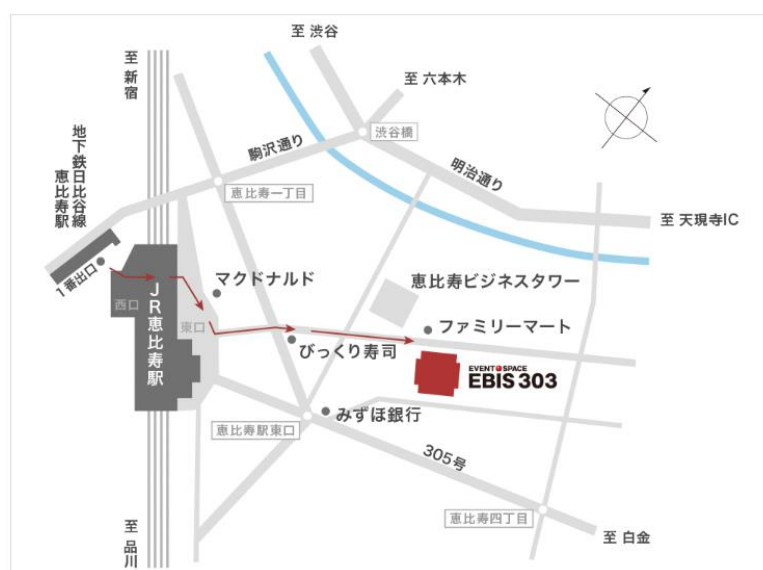 至 渋谷
至 新宿
至 六本木
渋谷橋
駒沢通り
明治通り
地下鉄日比谷線
恵比寿駅
恵比寿一丁目
至 天現寺IC
1番出口
マクドナルド
恵比寿ビジネスタワー
西口
JR恵比寿駅
東口
ファミリーマート
びっくり寿司
EVENT SPACE
EBIS 303
みずほ銀行
恵比寿駅東口
305号
恵比寿四丁目
至 品川
至 白金